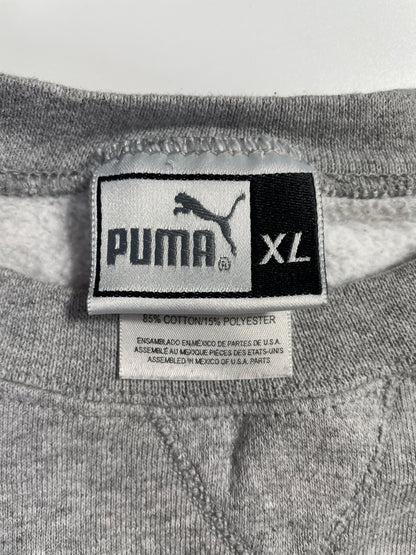 PUMA® XL
85% COTTON/15% POLYESTER
ENSAMBLADO EN MÉXICO DE PARTES DE U.S.A.
ASSEMBLÉ AU MEXIQUE PIÈCES DES ETATS-UNIS
ASSEMBLED IN MEXICO OF U.S.A. PARTS